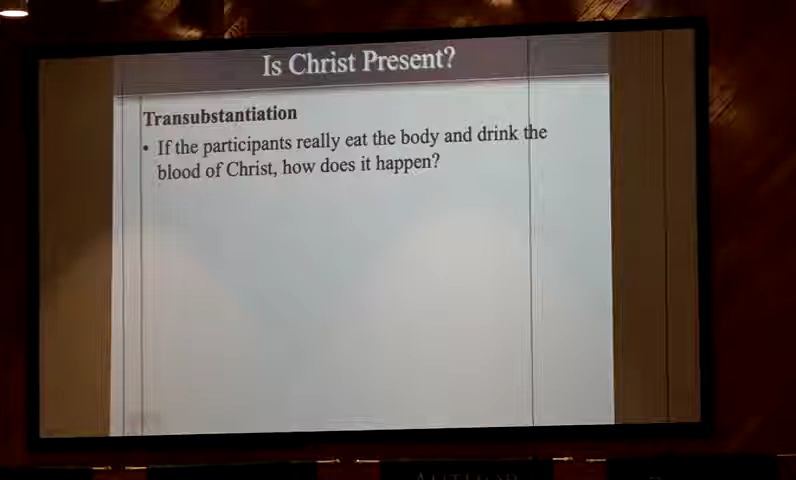 Is Christ Present?
Transubstantiation
• If the participants really eat the body and drink the
blood of Christ, how does it happen?
AUTHOR